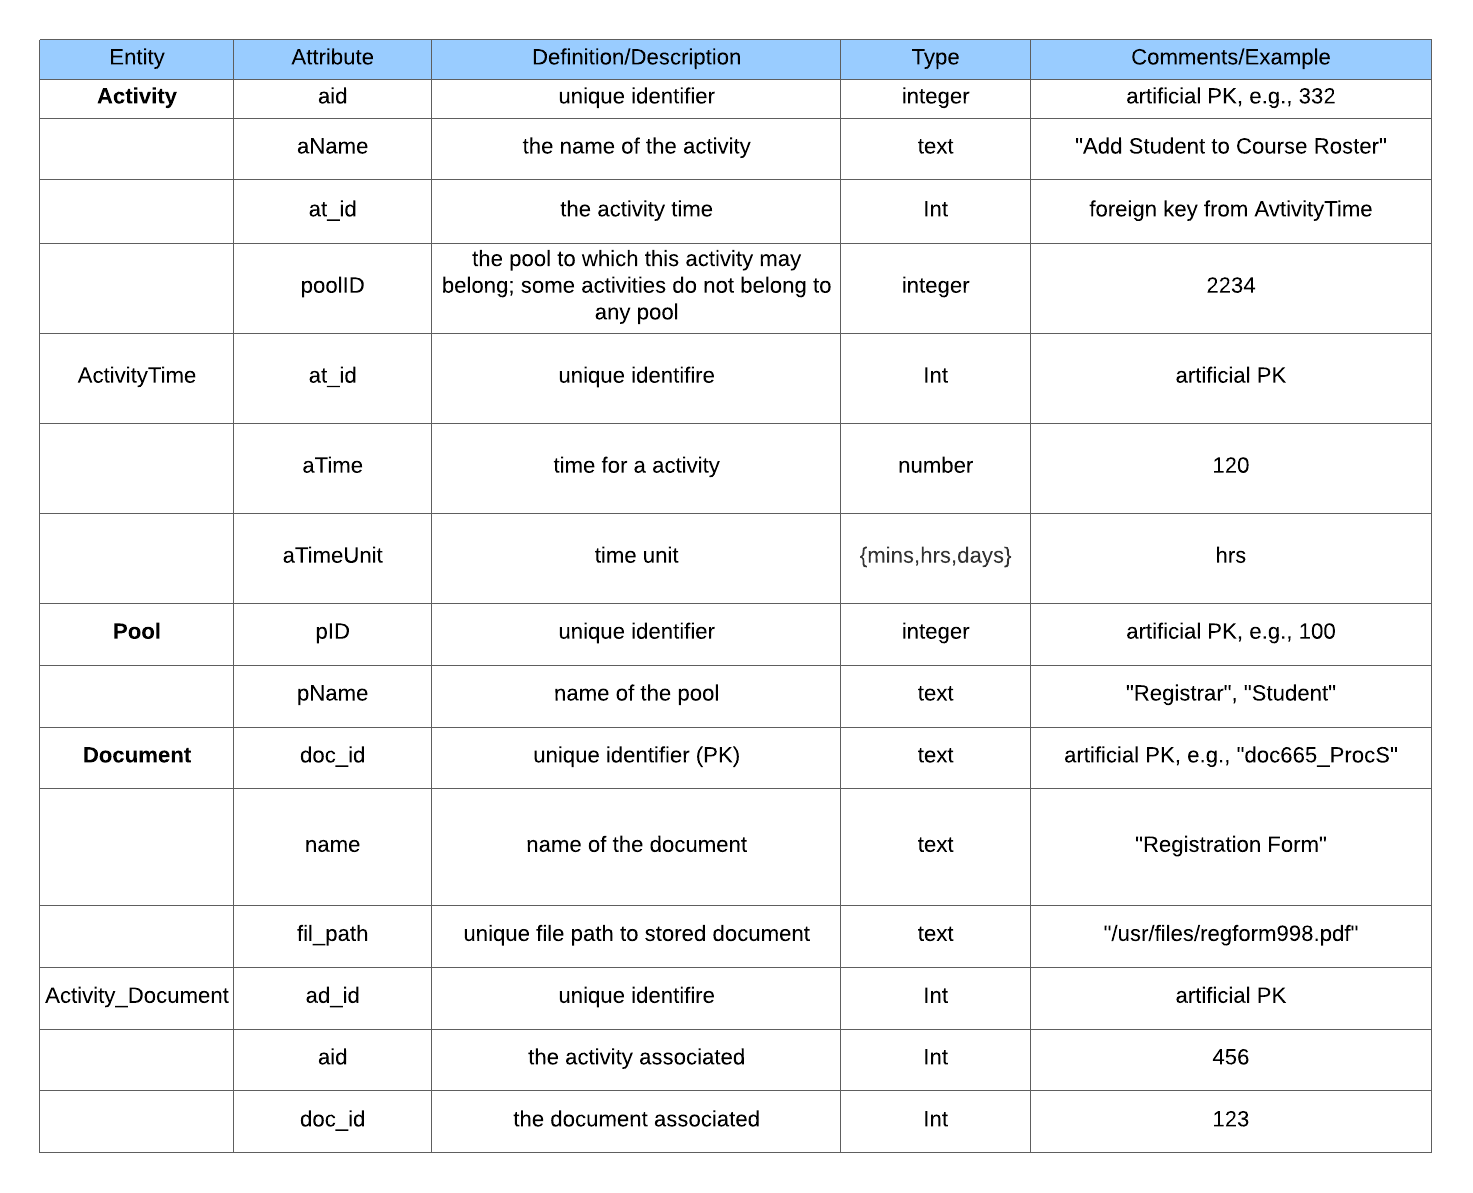 Entity Attribute Definition/Description Type Comments/Example
Activity aid unique identifier integer artificial PK, e.g., 332
aName the name of the activity text "Add Student to Course Roster"
at_id the activity time Int foreign key from AvtivityTime
the pool to which this activity may
poolID belong; some activities do not belong to integer 2234
any pool
ActivityTime at_id unique identifire Int artificial PK
aTime time for a activity number 120
aTimeUnit time unit {mins,hrs,days} hrs
Pool pID unique identifier integer artificial PK, e.g., 100
pName name of the pool text "Registrar", "Student"
Document doc_id unique identifier (PK) text artificial PK, e.g., "doc665_ProcS"
name name of the document text "Registration Form"
fil_path unique file path to stored document text "/usr/files/regform998.pdf"
Activity_Document ad_id unique identifire Int artificial PK
aid the activity associated Int 456
doc_id the document associated Int 123